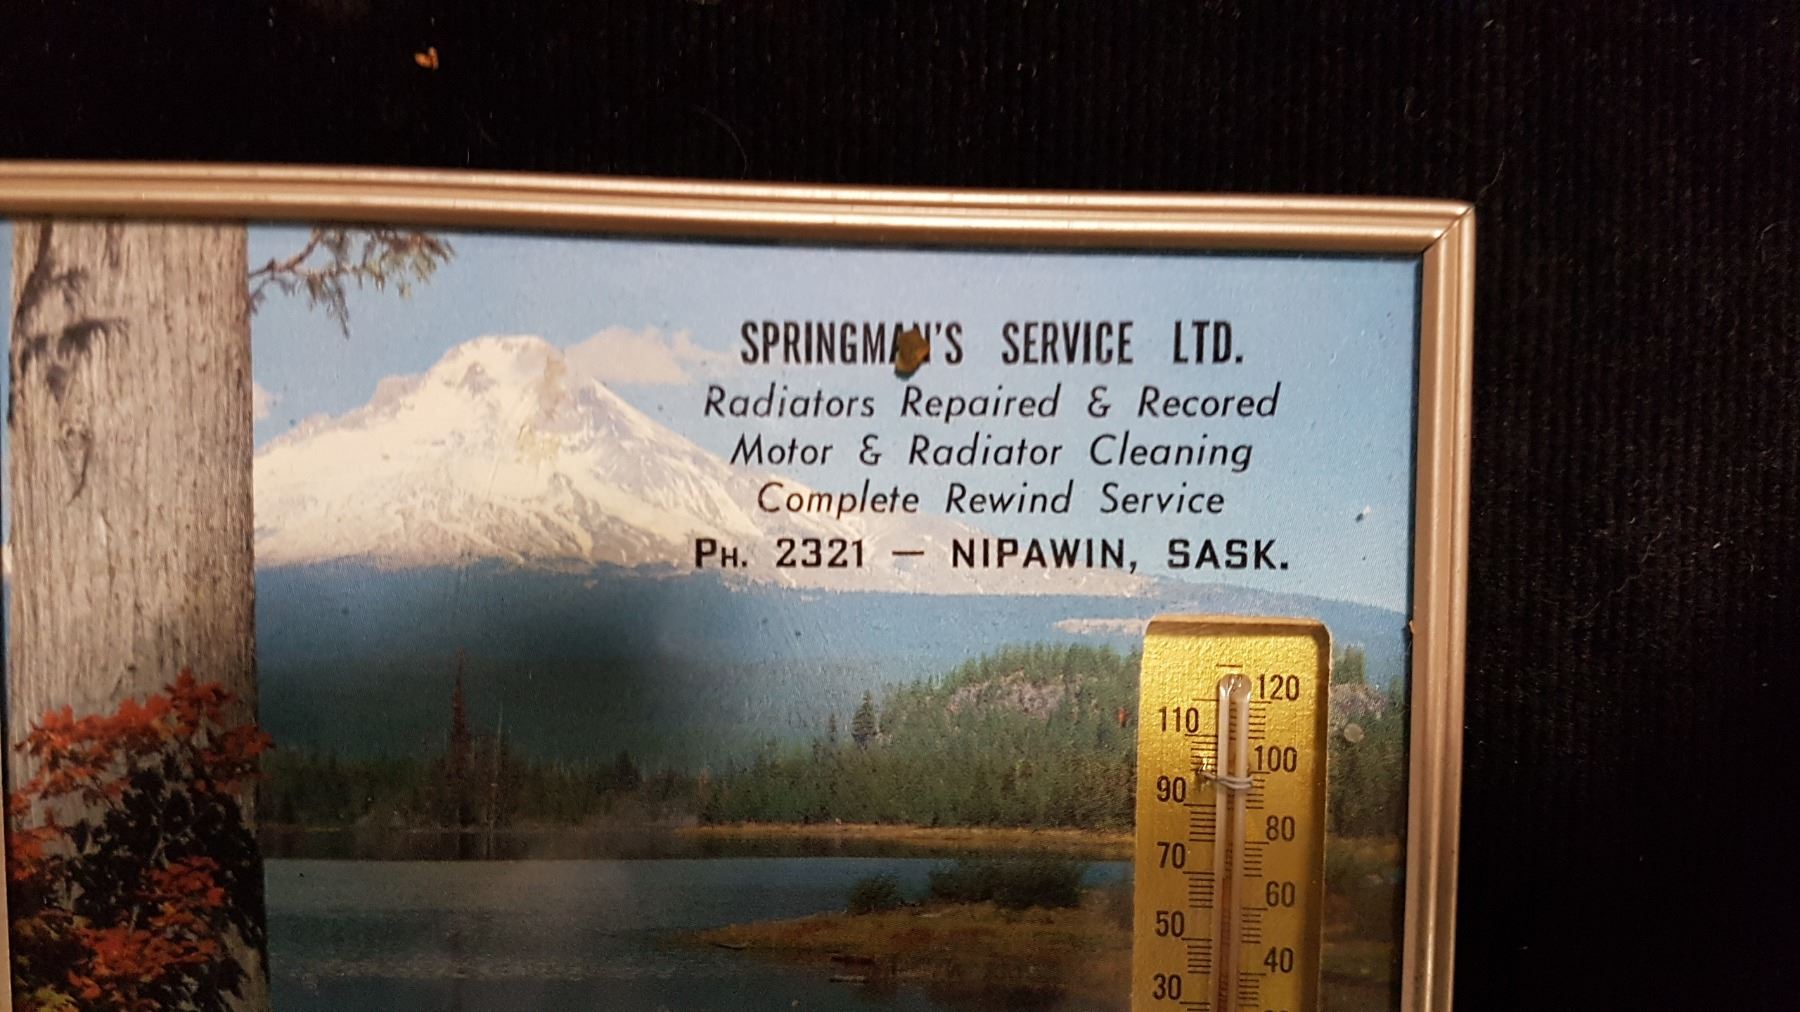 SPRINGMAN'S SERVICE LTD.
Radiators Repaired & Recored
Motor & Radiator Cleaning
Complete Rewind Service
PH. 2321 — NIPAWIN, SASK.
120
110
100
90
80
70
60
50
40
30